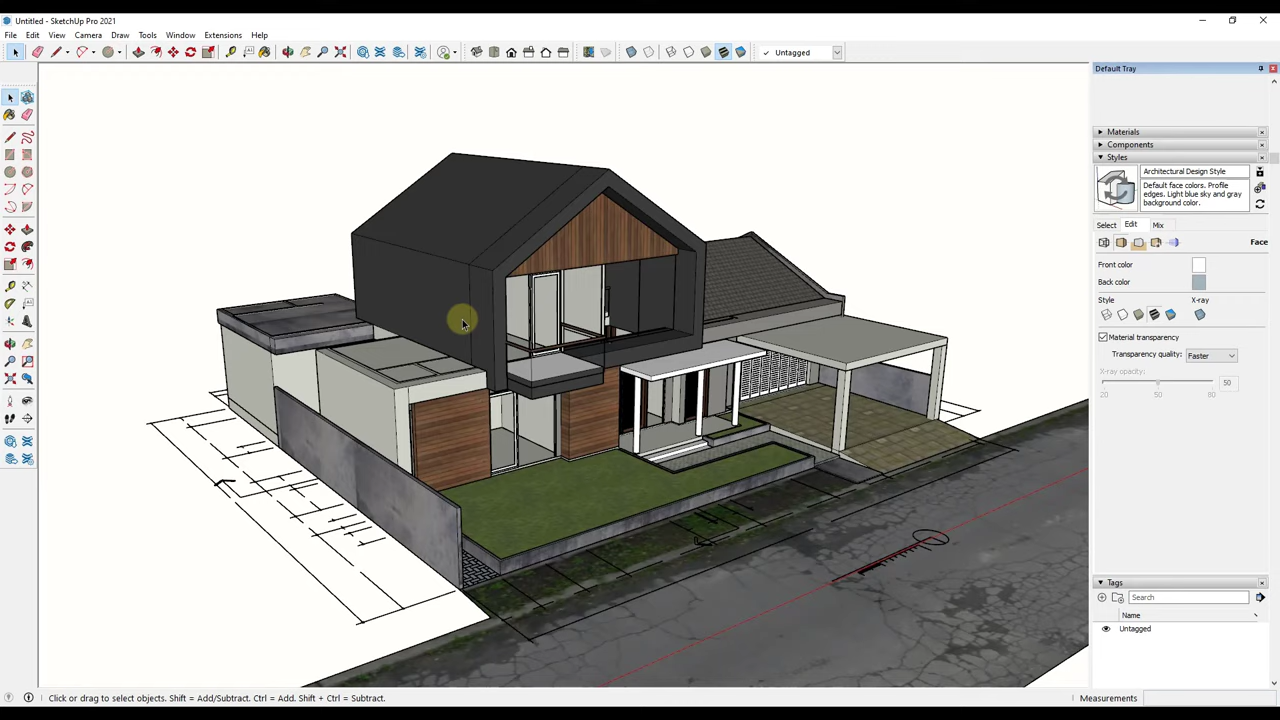 Untitled - SketchUp Pro 2021
File Edit View Camera Draw Tools Window Extensions Help
Untagged
Default Tray
Materials
Components
Styles
Architectural Design Style
Default face colors. Profile
edges. Light blue sky and gray
background color.
Select Edit Mix
Face
Front color
Back color
Style X-ray
Material transparency
Transparency quality: Faster
X-ray opacity: 50
20 50 80
Tags
Search
Name
Untagged
Click or drag to select objects. Shift = Add/Subtract. Ctrl = Add. Shift + Ctrl = Subtract.
Measurements